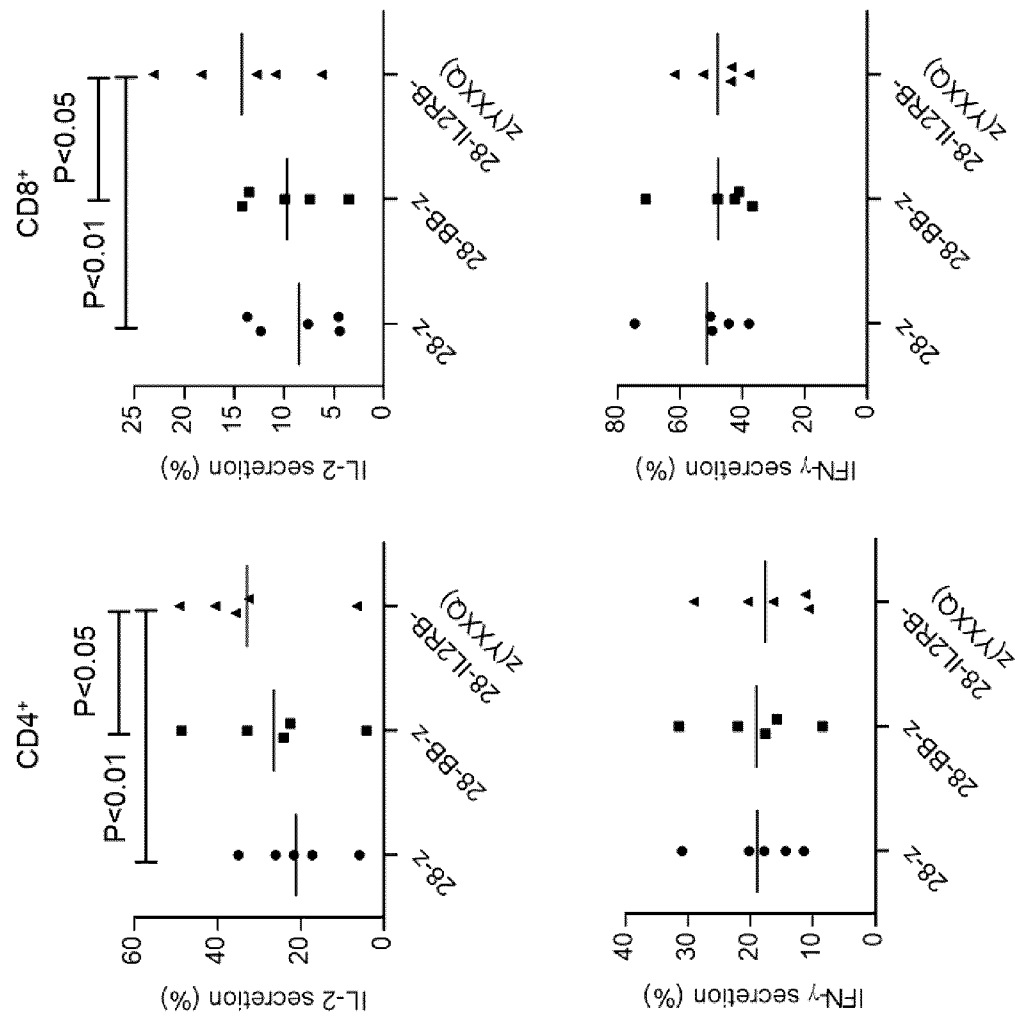 CD4⁺
P<0.01
P<0.05
IL-2 secretion (%)
60
40
20
0
28-z
28-BB-z
28-IL2RB-
z(YXXQ)
CD8⁺
P<0.01
P<0.05
IL-2 secretion (%)
25
20
15
10
5
0
28-z
28-BB-z
28-IL2RB-
z(YXXQ)
IFN-γ secretion (%)
40
30
20
10
0
28-z
28-BB-z
28-IL2RB-
z(YXXQ)
IFN-γ secretion (%)
80
60
40
20
0
28-z
28-BB-z
28-IL2RB-
z(YXXQ)